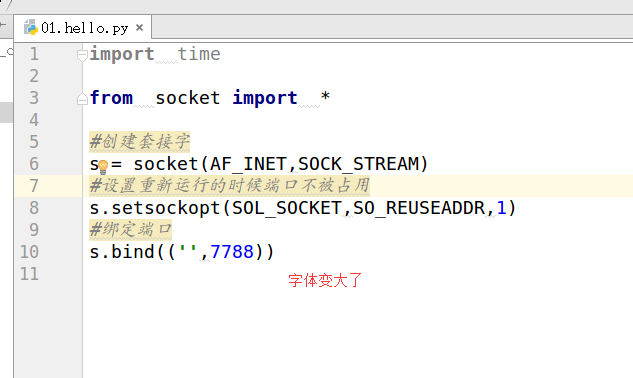 01.hello.py ×
1 import  time
2
3 from  socket import  *
4
5 #创建套接字
6 s = socket(AF_INET,SOCK_STREAM)
7 #设置重新运行的时候端口不被占用
8 s.setsockopt(SOL_SOCKET,SO_REUSEADDR,1)
9 #绑定端口
10 s.bind(('',7788))
11
字体变大了